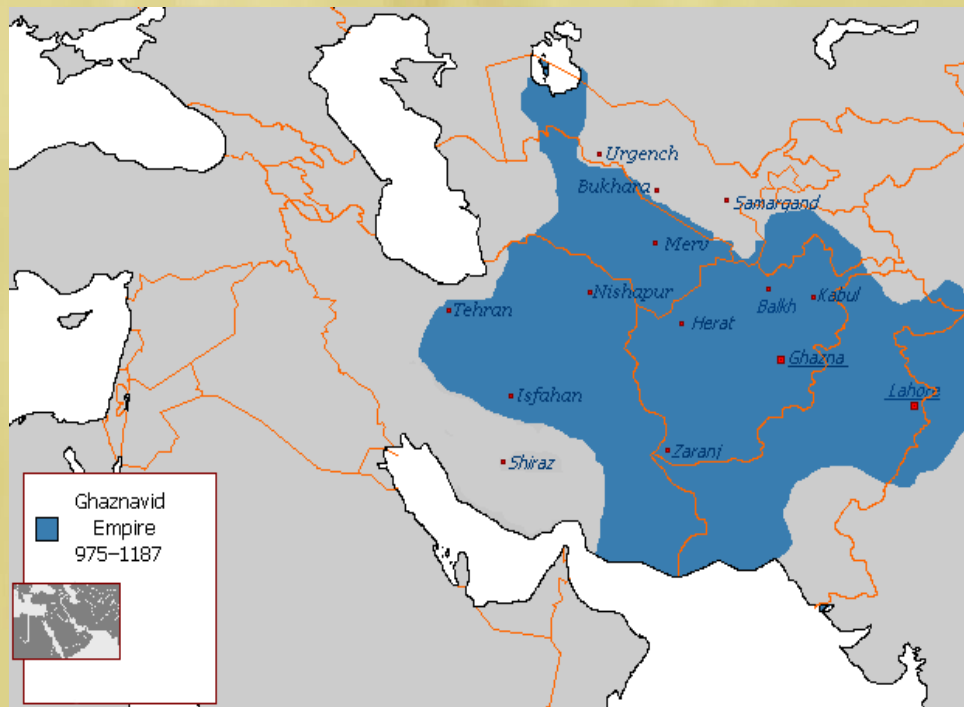 Urgench
Bukhara
Samarqand
Merv
Nishapur
Tehran
Balkh
Kabul
Herat
Ghazna
Isfahan
Lahore
Zaranj
Shiraz
Ghaznavid
Empire
975-1187